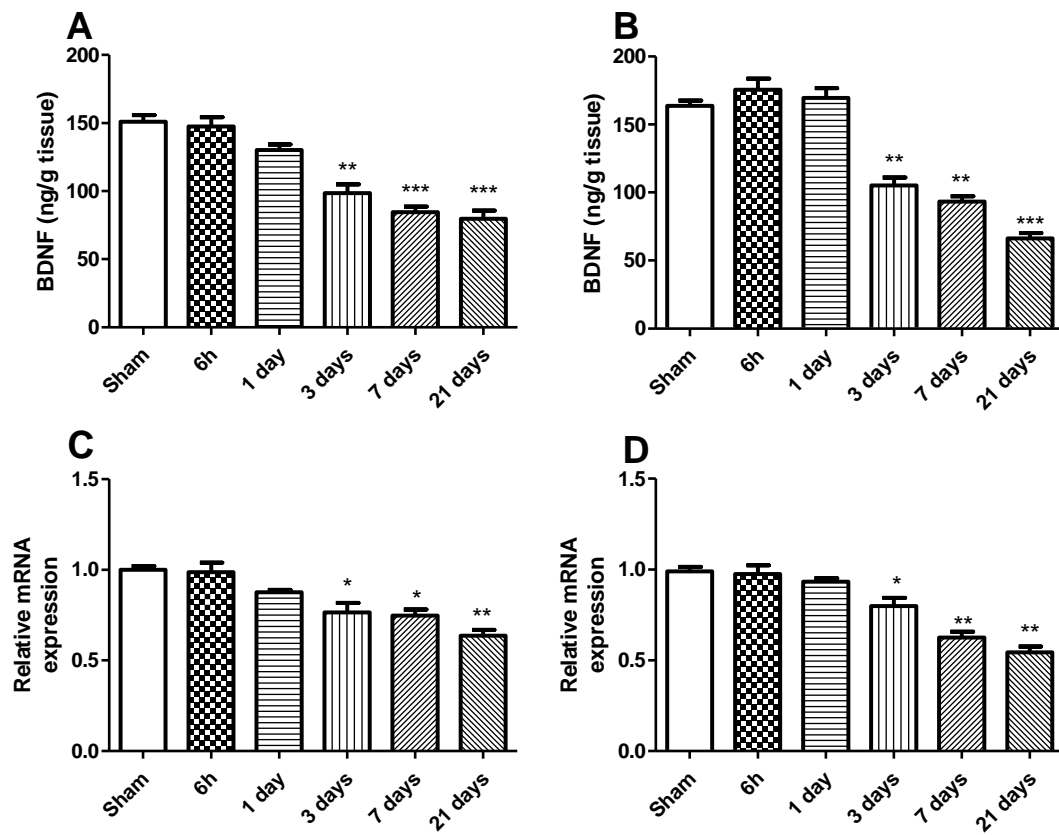 A
BDNF (ng/g tissue)
200
150
100
50
0
**
***
***
Sham
6h
1 day
3 days
7 days
21 days
B
BDNF (ng/g tissue)
200
150
100
50
0
**
**
***
Sham
6h
1 day
3 days
7 days
21 days
C
Relative mRNA
expression
1.5
1.0
0.5
0.0
*
*
**
Sham
6h
1 day
3 days
7 days
21 days
D
Relative mRNA
expression
1.5
1.0
0.5
0.0
*
**
**
Sham
6h
1 day
3 days
7 days
21 days